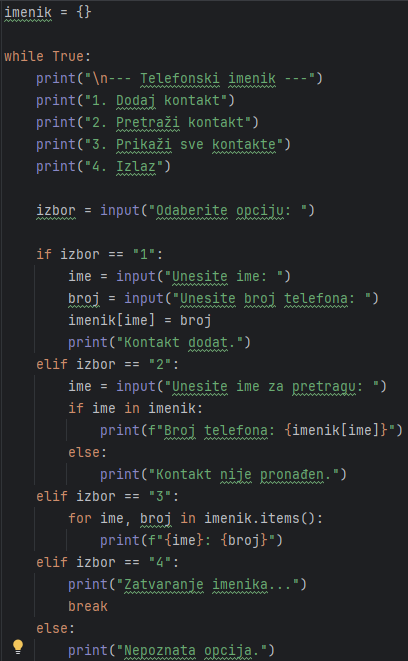 imenik = {}

while True:
    print("\n--- Telefonski imenik ---")
    print("1. Dodaj kontakt")
    print("2. Pretraži kontakt")
    print("3. Prikaži sve kontakte")
    print("4. Izlaz")

    izbor = input("Odaberite opciju: ")

    if izbor == "1":
        ime = input("Unesite ime: ")
        broj = input("Unesite broj telefona: ")
        imenik[ime] = broj
        print("Kontakt dodat.")
    elif izbor == "2":
        ime = input("Unesite ime za pretragu: ")
        if ime in imenik:
            print(f"Broj telefona: {imenik[ime]}")
        else:
            print("Kontakt nije pronađen.")
    elif izbor == "3":
        for ime, broj in imenik.items():
            print(f"{ime}: {broj}")
    elif izbor == "4":
        print("Zatvaranje imenika...")
        break
    else:
        print("Nepoznata opcija.")